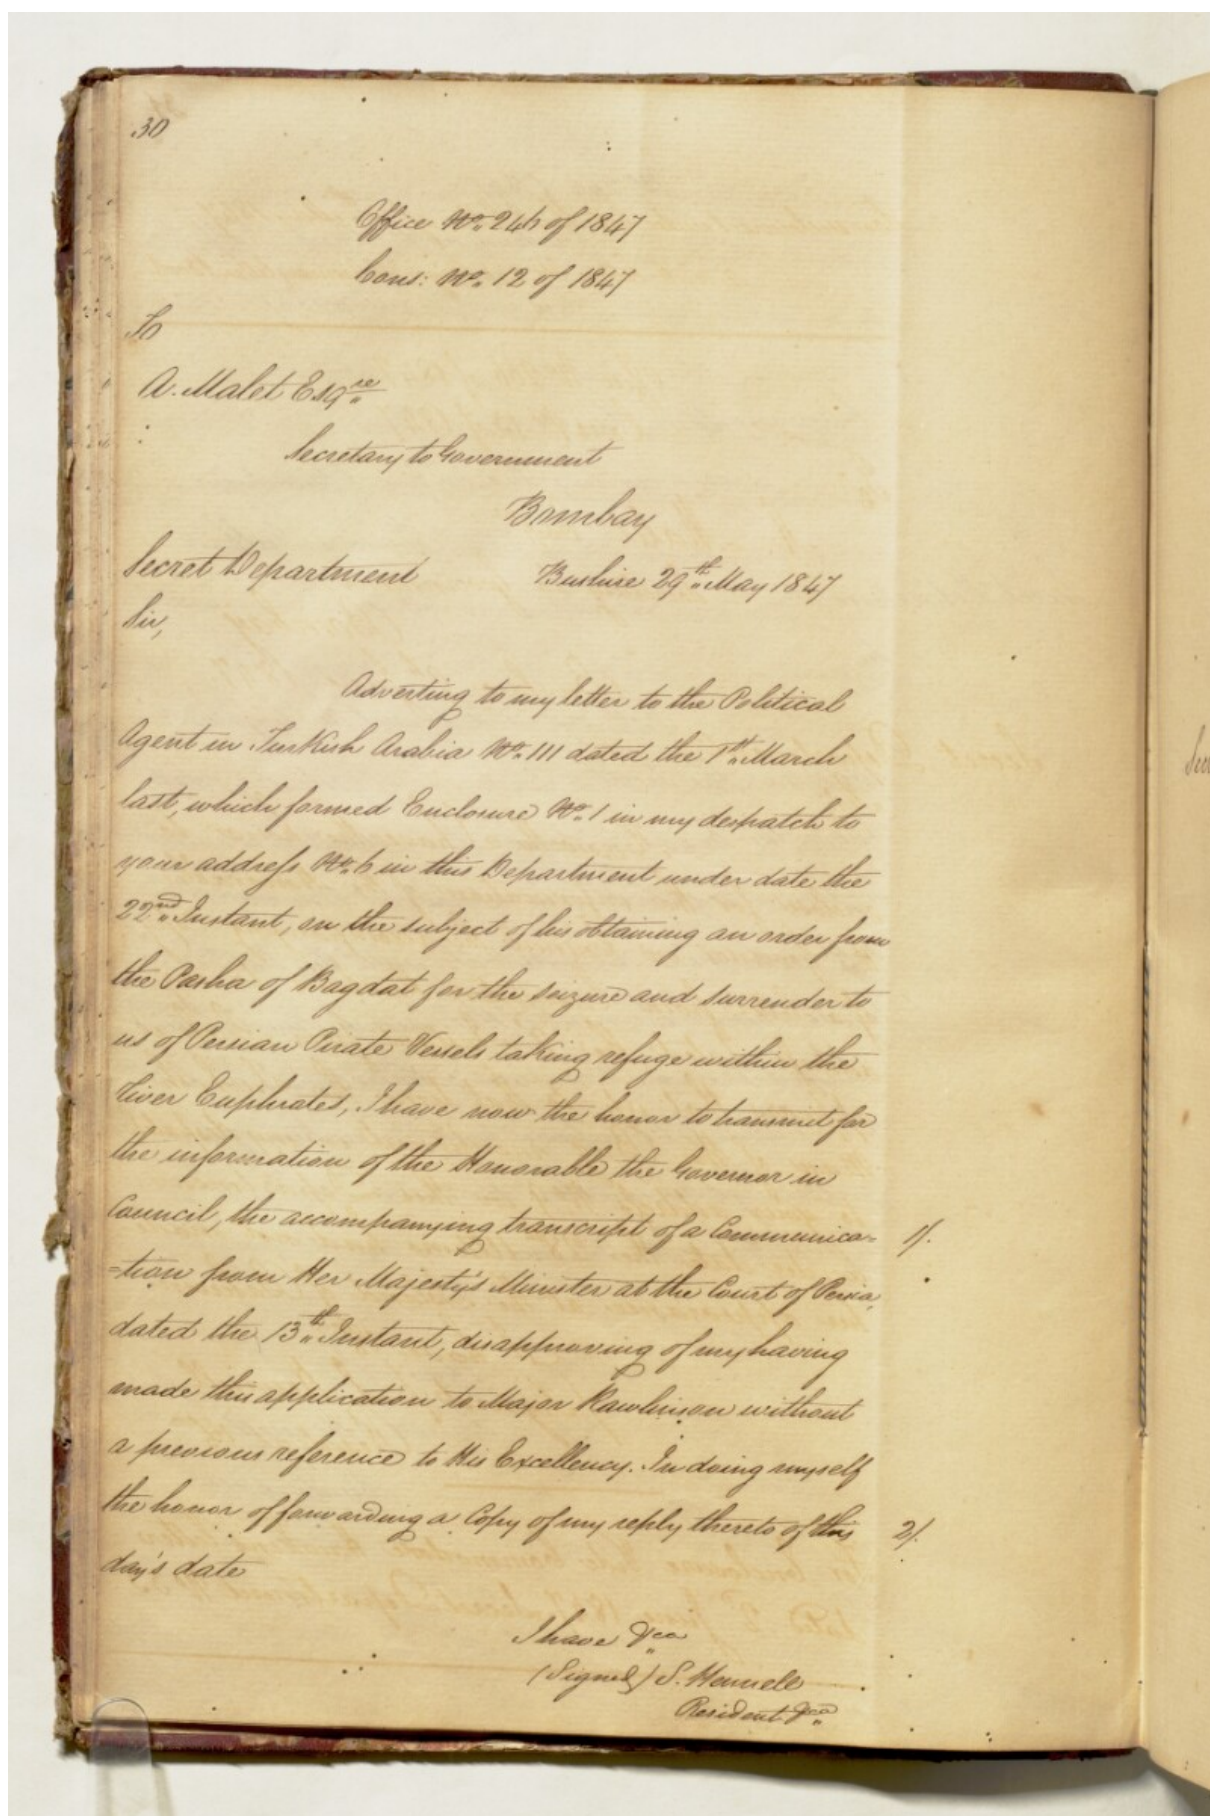 30
Office No. 246 of 1847
Cons: No. 12 of 1847
To
A. Malet Esqre
Secretary to Government
Bombay
Secret Department Bushire 29th May 1847
Sir,
Adverting to my letter to the Political
Agent in Turkish Arabia No. 111 dated the 1st March
last, which formed Enclosure No. 1 in my despatch to
your address No. 6 in this Department under date the
22nd Instant, on the subject of his obtaining an order from
the Pasha of Bagdat for the seizure and surrender to
us of Persian Pirate Vessels taking refuge within the
River Euphrates, I have now the honor to transmit for
the information of the Honorable the Governor in
Council, the accompanying transcript of a Communica= 1/.
=tion from Her Majesty's Minister at the Court of Persia,
dated the 13th Instant, disapproving of my having
made this application to Major Rawlinson without
a previous reference to His Excellency. In doing myself
the honor of forwarding a Copy of my reply thereto of this 2/.
day's date
I have &ca
(Signed) S. Hennell
Resident &ca